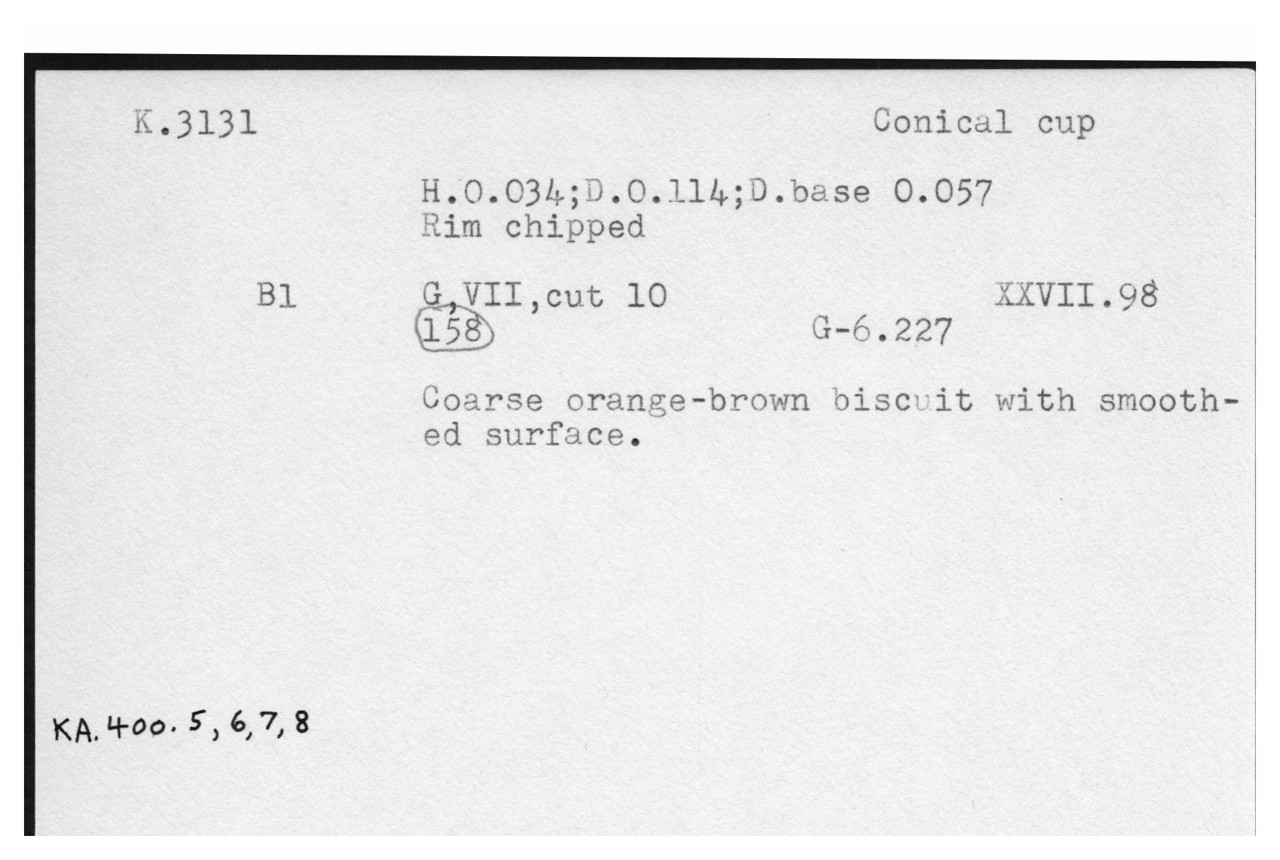 K.3131 Conical cup
H.0.034;D.0.114;D.base 0.057
Rim chipped
B1 G,VII,cut 10 XXVII.98
158 G-6.227
Coarse orange-brown biscuit with smooth-
ed surface.
KA.400.5,6,7,8